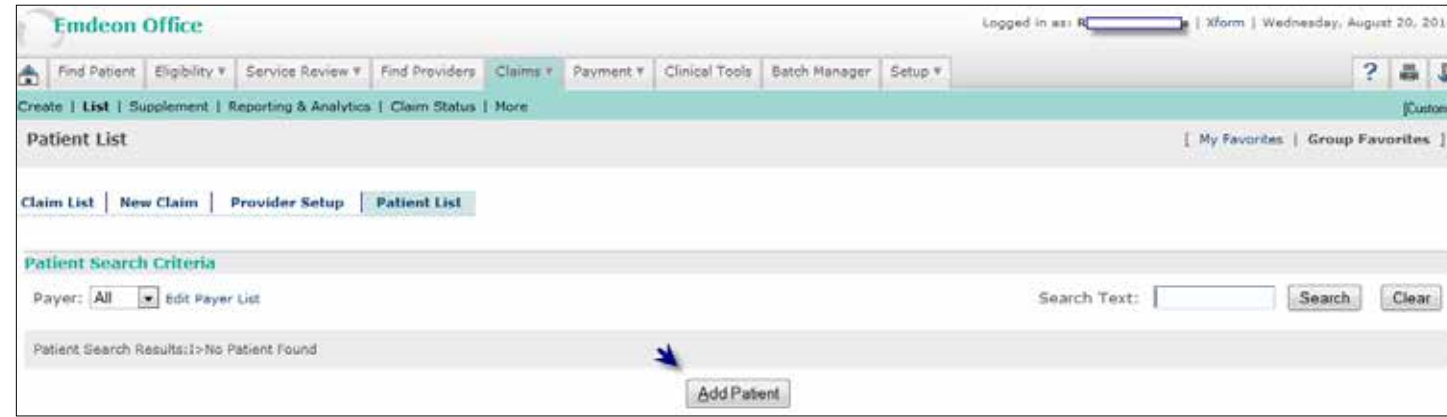 Emdeon Office
Logged in as: R | Xform | Wednesday, August 20, 201
Find Patient Eligibility Service Review Find Providers Claims Payment Clinical Tools Batch Manager Setup ?
Create | List | Supplement | Reporting & Analytics | Claim Status | More [Custom
Patient List [ My Favorites | Group Favorites ]
Claim List | New Claim | Provider Setup | Patient List
Patient Search Criteria
Payer: All Edit Payer List Search Text: Search Clear
Patient Search Results:1>No Patient Found
Add Patient